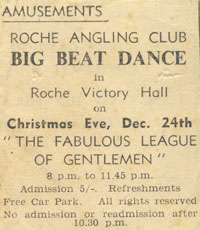 AMUSEMENTS
ROCHE ANGLING CLUB
BIG BEAT DANCE
in
Roche Victory Hall
on
Christmas Eve, Dec. 24th
" THE FABULOUS LEAGUE
OF GENTLEMEN "
8 p.m. to 11.45 p.m.
Admission 5/-. Refreshments
Free Car Park. All rights reserved
No admission or readmission after
10.30 p.m.